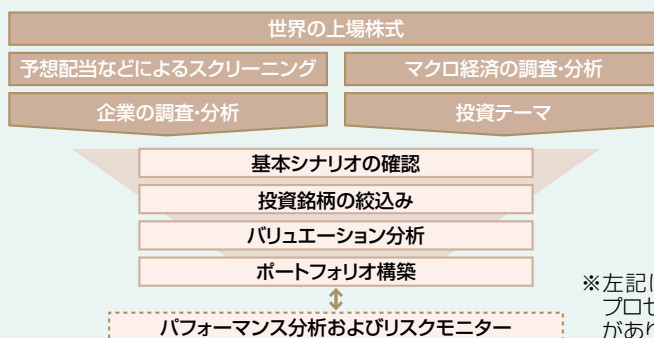 世界の上場株式
予想配当などによるスクリーニング
マクロ経済の調査・分析
企業の調査・分析
投資テーマ
基本シナリオの確認
投資銘柄の絞込み
バリュエーション分析
ポートフォリオ構築
パフォーマンス分析およびリスクモニター
※左記に
プロセ
があり